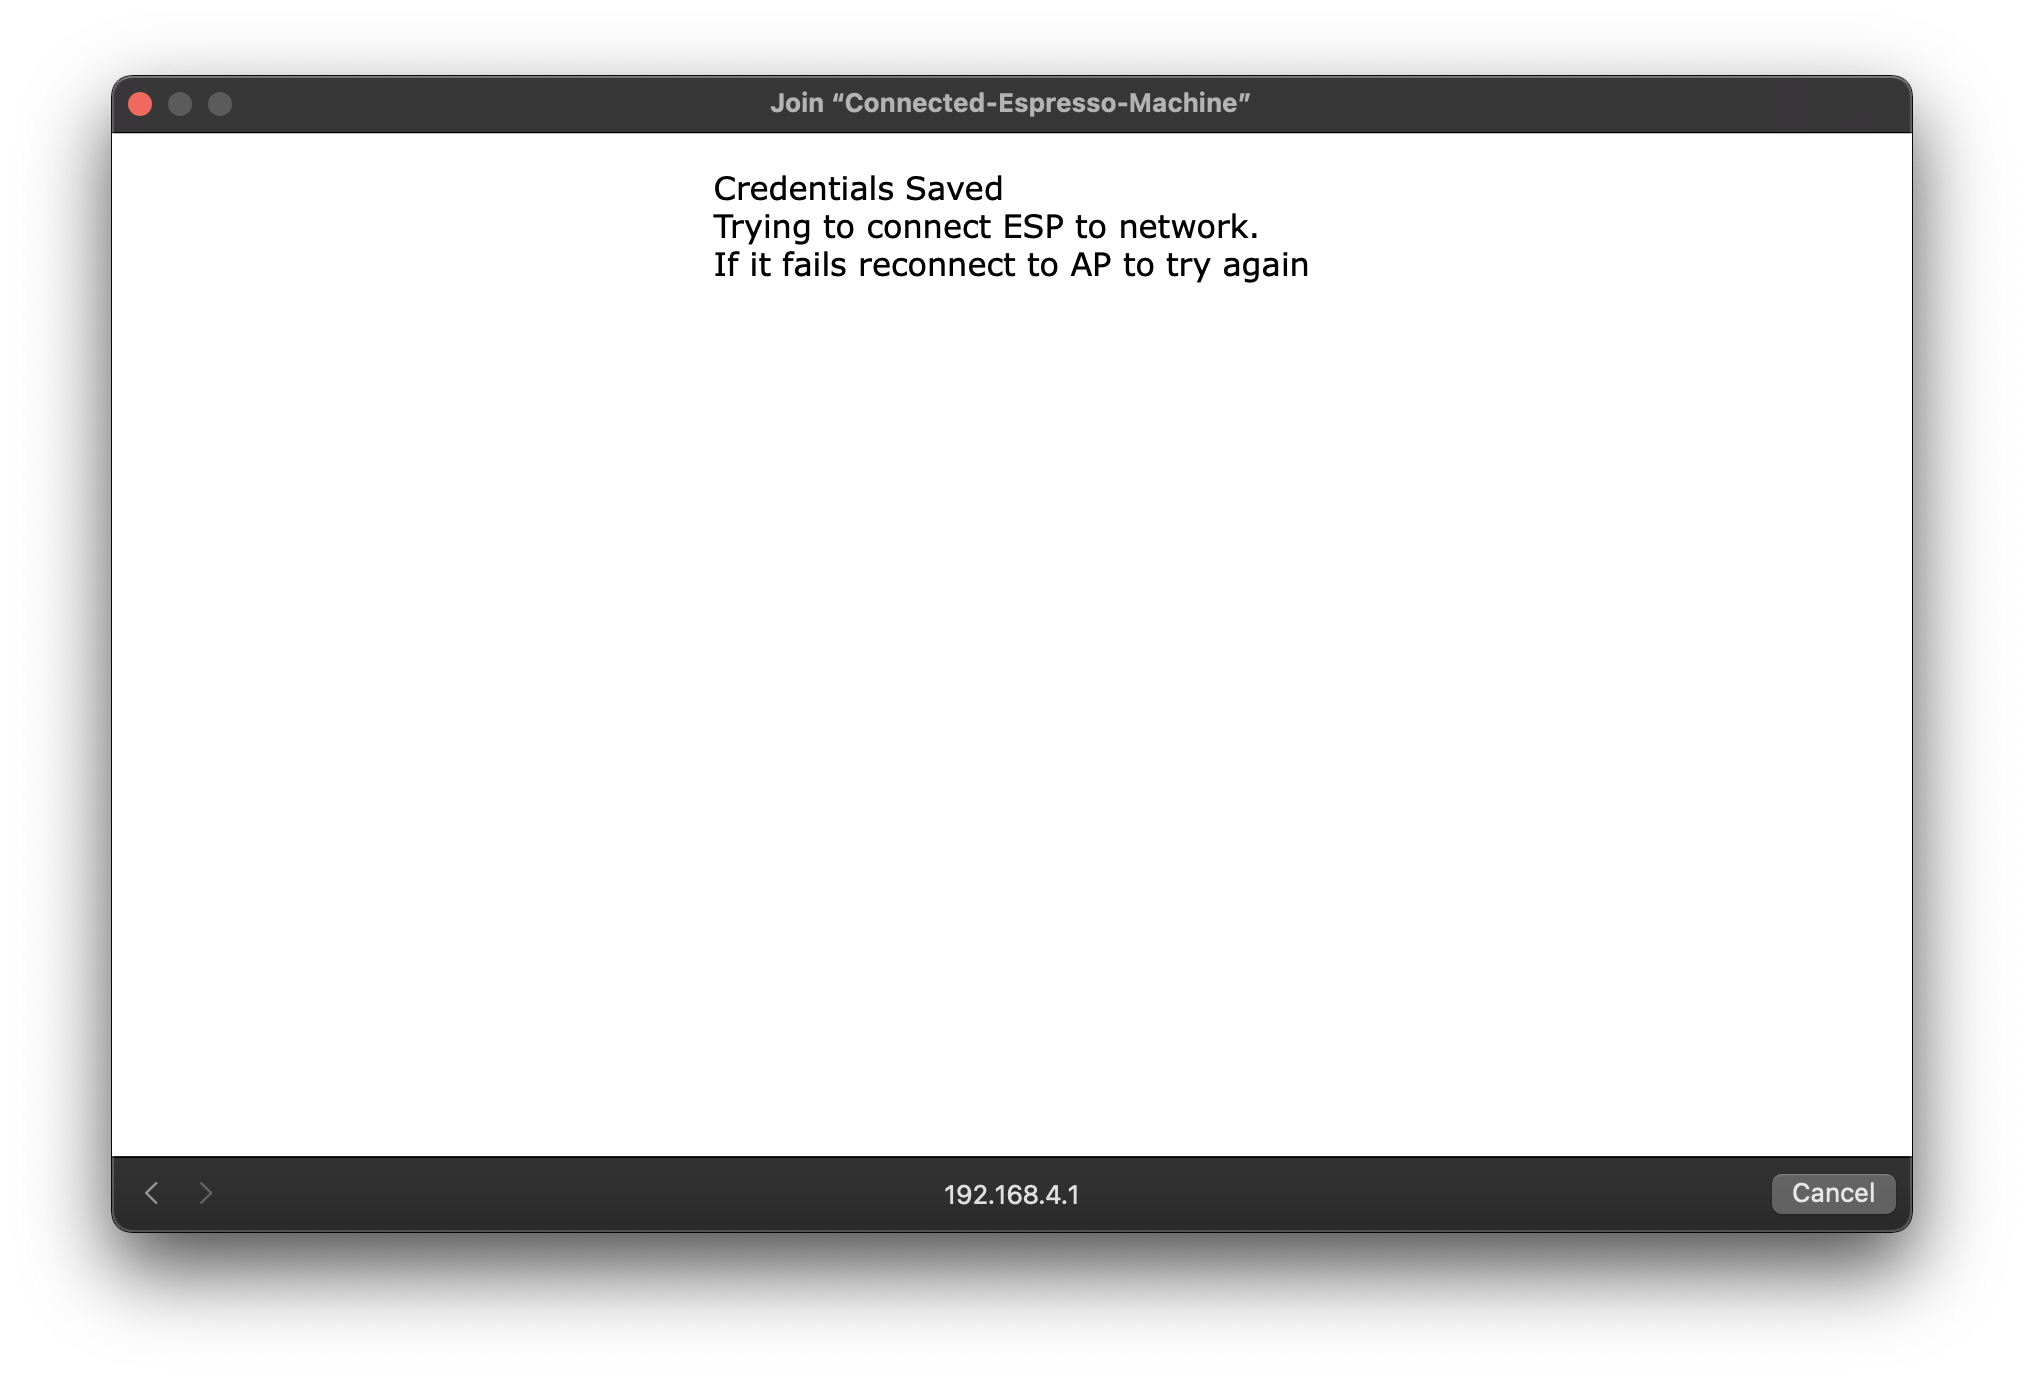 Join “Connected-Espresso-Machine”
Credentials Saved
Trying to connect ESP to network.
If it fails reconnect to AP to try again
192.168.4.1
Cancel